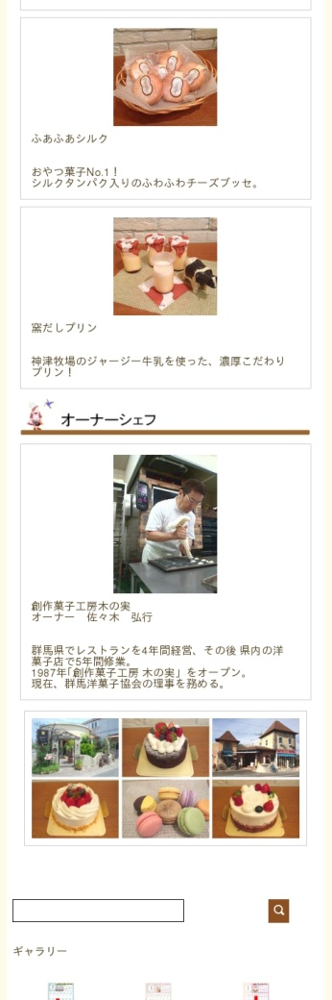 ふあふあシルク
おやつ菓子No.1！
シルクタンパク入りのふわふわチーズブッセ。
窯だしプリン
神津牧場のジャージー牛乳を使った、濃厚こだわり
プリン！
オーナーシェフ
創作菓子工房木の実
オーナー　佐々木　弘行
群馬県でレストランを4年間経営、その後 県内の洋
菓子店で5年間修業。
1987年｢創作菓子工房 木の実」をオープン。
現在、群馬洋菓子協会の理事を務める。
ギャラリー